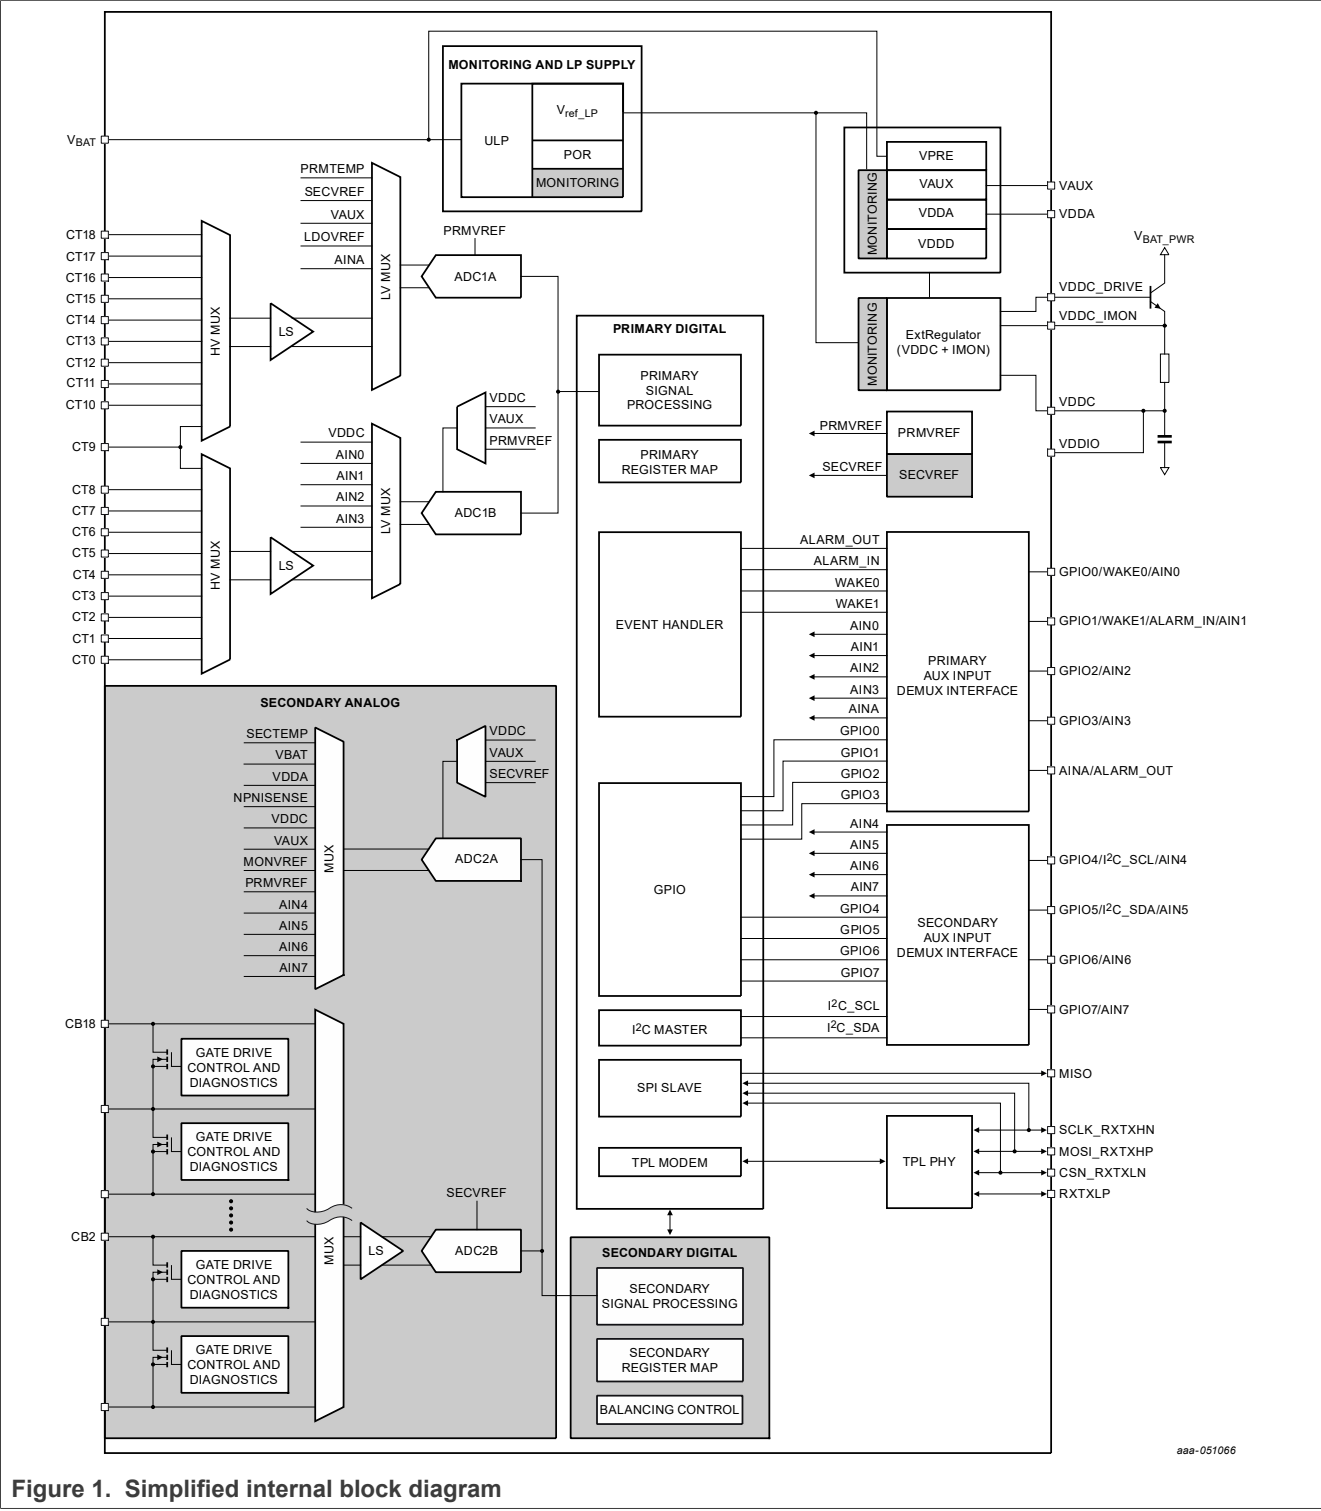 MONITORING AND LP SUPPLY
ULP
Vref_LP
POR
MONITORING
VBAT
PRMTEMP
SECVREF
VAUX
LDOVREF
AINA
LV MUX
PRMVREF
ADC1A
CT18
CT17
CT16
CT15
CT14
CT13
CT12
CT11
CT10
CT9
CT8
CT7
CT6
CT5
CT4
CT3
CT2
CT1
CT0
HV MUX
LS
HV MUX
LS
VDDC
AIN0
AIN1
AIN2
AIN3
LV MUX
VDDC
VAUX
PRMVREF
ADC1B
MONITORING
VPRE
VAUX
VDDA
VDDD
VAUX
VDDA
VBAT_PWR
MONITORING
ExtRegulator
(VDDC + IMON)
VDDC_DRIVE
VDDC_IMON
VDDC
VDDIO
PRMVREF
PRMVREF
SECVREF
SECVREF
PRIMARY DIGITAL
PRIMARY
SIGNAL
PROCESSING
PRIMARY
REGISTER MAP
EVENT HANDLER
GPIO
I2C MASTER
SPI SLAVE
TPL MODEM
ALARM_OUT
ALARM_IN
WAKE0
WAKE1
AIN0
AIN1
AIN2
AIN3
AINA
GPIO0
GPIO1
GPIO2
GPIO3
PRIMARY
AUX INPUT
DEMUX INTERFACE
GPIO0/WAKE0/AIN0
GPIO1/WAKE1/ALARM_IN/AIN1
GPIO2/AIN2
GPIO3/AIN3
AINA/ALARM_OUT
AIN4
AIN5
AIN6
AIN7
GPIO4
GPIO5
GPIO6
GPIO7
I2C_SCL
I2C_SDA
SECONDARY
AUX INPUT
DEMUX INTERFACE
GPIO4/I2C_SCL/AIN4
GPIO5/I2C_SDA/AIN5
GPIO6/AIN6
GPIO7/AIN7
MISO
TPL PHY
SCLK_RXTXHN
MOSI_RXTXHP
CSN_RXTXLN
RXTXLP
SECONDARY ANALOG
SECTEMP
VBAT
VDDA
NPNISENSE
VDDC
VAUX
MONVREF
PRMVREF
AIN4
AIN5
AIN6
AIN7
MUX
VDDC
VAUX
SECVREF
ADC2A
CB18
CB2
GATE DRIVE
CONTROL AND
DIAGNOSTICS
GATE DRIVE
CONTROL AND
DIAGNOSTICS
GATE DRIVE
CONTROL AND
DIAGNOSTICS
GATE DRIVE
CONTROL AND
DIAGNOSTICS
MUX
LS
SECVREF
ADC2B
SECONDARY DIGITAL
SECONDARY
SIGNAL PROCESSING
SECONDARY
REGISTER MAP
BALANCING CONTROL
aaa-051066
Figure 1. Simplified internal block diagram